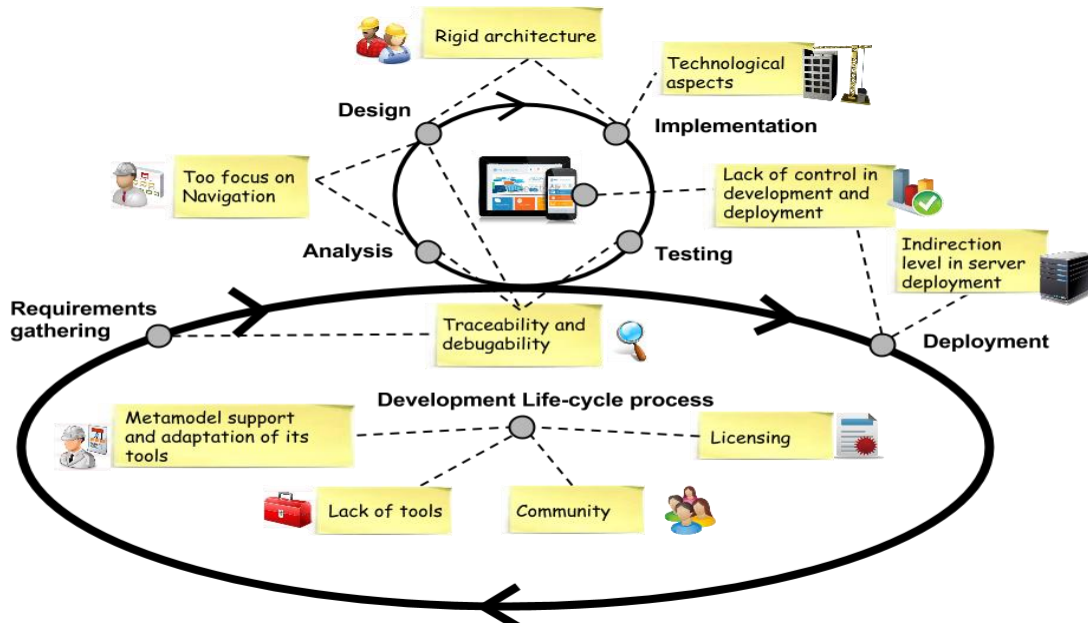 Rigid architecture
Technological
aspects
Design
Implementation
Too focus on
Navigation
Lack of control in
development and
deployment
Analysis
Testing
Indirection
level in server
deployment
Requirements
gathering
Traceability and
debugability
Deployment
Development Life-cycle process
Metamodel support
and adaptation of its
tools
Licensing
Lack of tools
Community